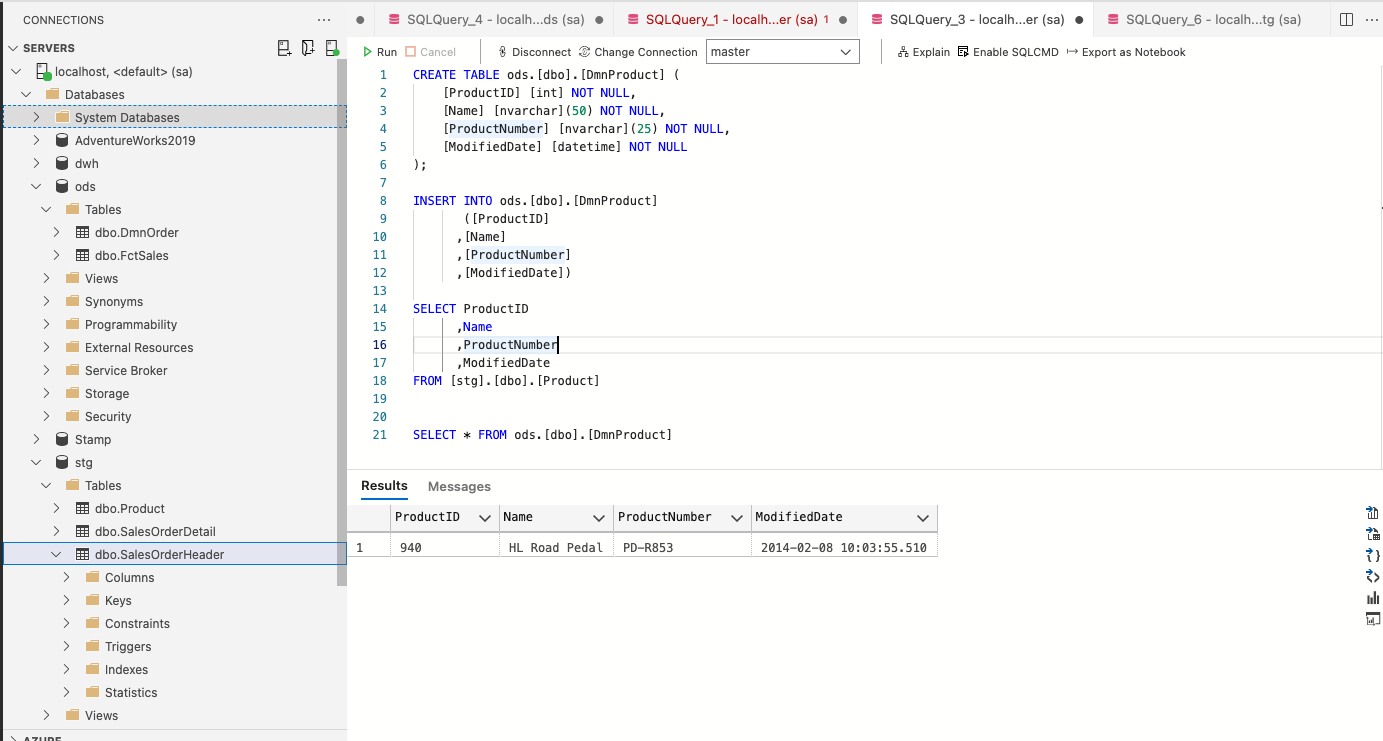 CONNECTIONS ...
SERVERS
localhost, <default> (sa)
Databases
System Databases
AdventureWorks2019
dwh
ods
Tables
dbo.DmnOrder
dbo.FctSales
Views
Synonyms
Programmability
External Resources
Service Broker
Storage
Security
Stamp
stg
Tables
dbo.Product
dbo.SalesOrderDetail
dbo.SalesOrderHeader
Columns
Keys
Constraints
Triggers
Indexes
Statistics
Views
AZURE
SQLQuery_4 - localh...ds (sa) SQLQuery_1 - localh...er (sa) 1 SQLQuery_3 - localh...er (sa) SQLQuery_6 - localh...tg (sa) ...
Run Cancel Disconnect Change Connection master Explain Enable SQLCMD Export as Notebook
1 CREATE TABLE ods.[dbo].[DmnProduct] (
2 [ProductID] [int] NOT NULL,
3 [Name] [nvarchar](50) NOT NULL,
4 [ProductNumber] [nvarchar](25) NOT NULL,
5 [ModifiedDate] [datetime] NOT NULL
6 );
7
8 INSERT INTO ods.[dbo].[DmnProduct]
9 ([ProductID]
10 ,[Name]
11 ,[ProductNumber]
12 ,[ModifiedDate])
13
14 SELECT ProductID
15 ,Name
16 ,ProductNumber
17 ,ModifiedDate
18 FROM [stg].[dbo].[Product]
19
20
21 SELECT * FROM ods.[dbo].[DmnProduct]
Results Messages
ProductID Name ProductNumber ModifiedDate
1 940 HL Road Pedal PD-R853 2014-02-08 10:03:55.510